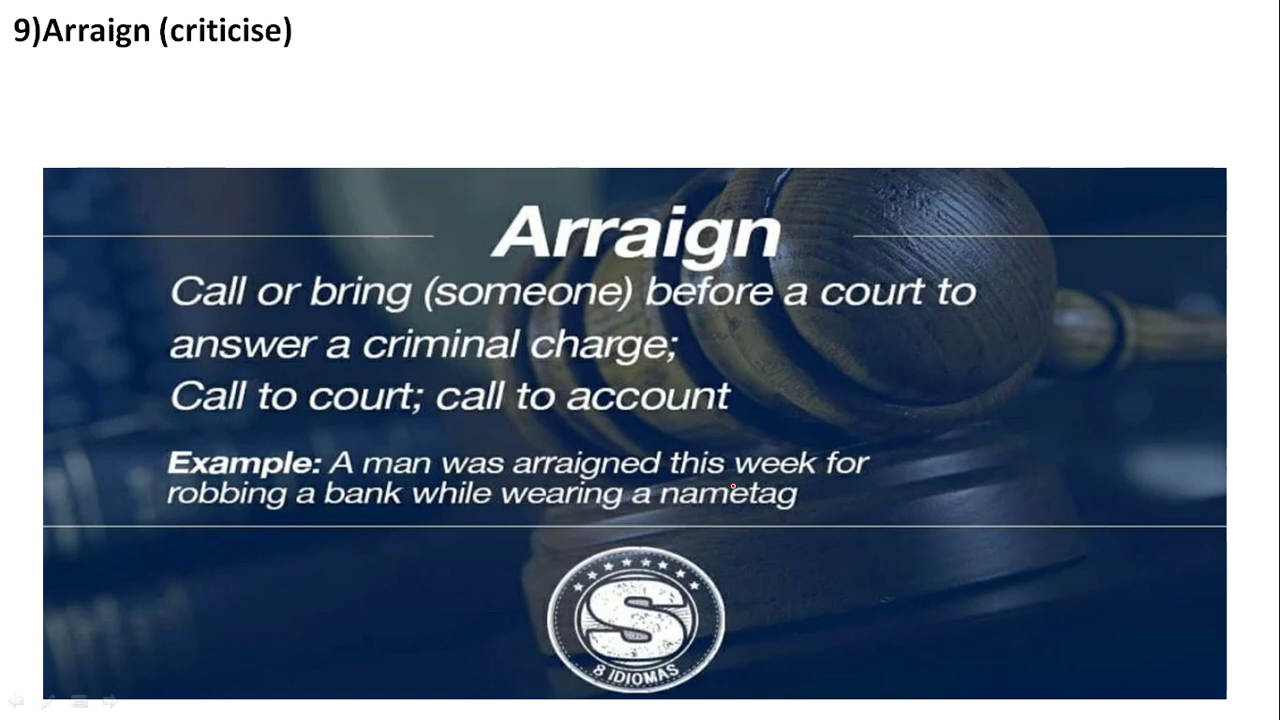 9)Arraign (criticise)
Arraign
Call or bring (someone) before a court to
answer a criminal charge;
Call to court; call to account
Example: A man was arraigned this week for
robbing a bank while wearing a nametag
S
8 IDIOMAS